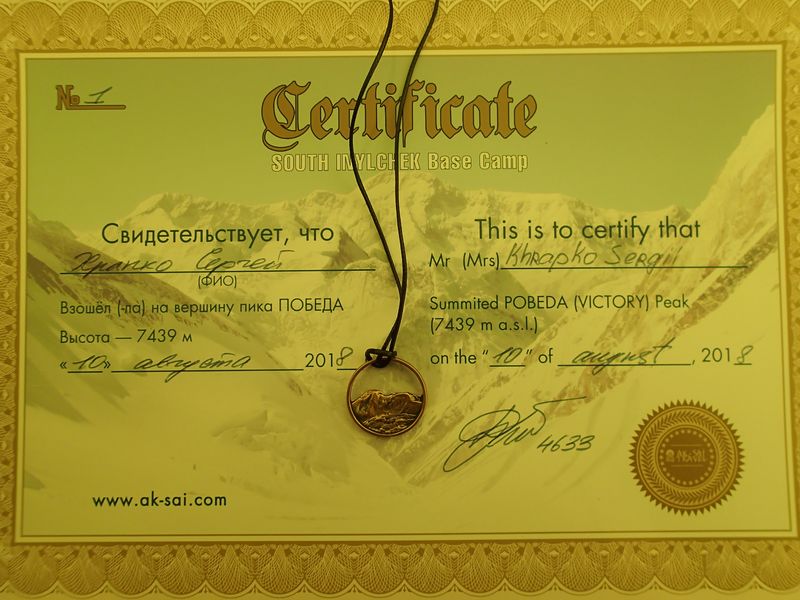 № 1
Certificate
SOUTH INYLCHEK Base Camp
Свидетельствует, что
Храпко Сергей
(ФИО)
Взошёл (-ла) на вершину пика ПОБЕДА
Высота — 7439 м
«10» августа 2018
This is to certify that
Mr (Mrs) Khrapko Sergii
Summited POBEDA (VICTORY) Peak
(7439 m a.s.l.)
on the "10" of august, 2018
4633
www.ak-sai.com